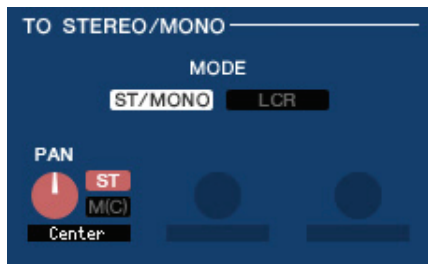 TO STEREO/MONO
MODE
ST/MONO LCR
PAN
ST
M(C)
Center